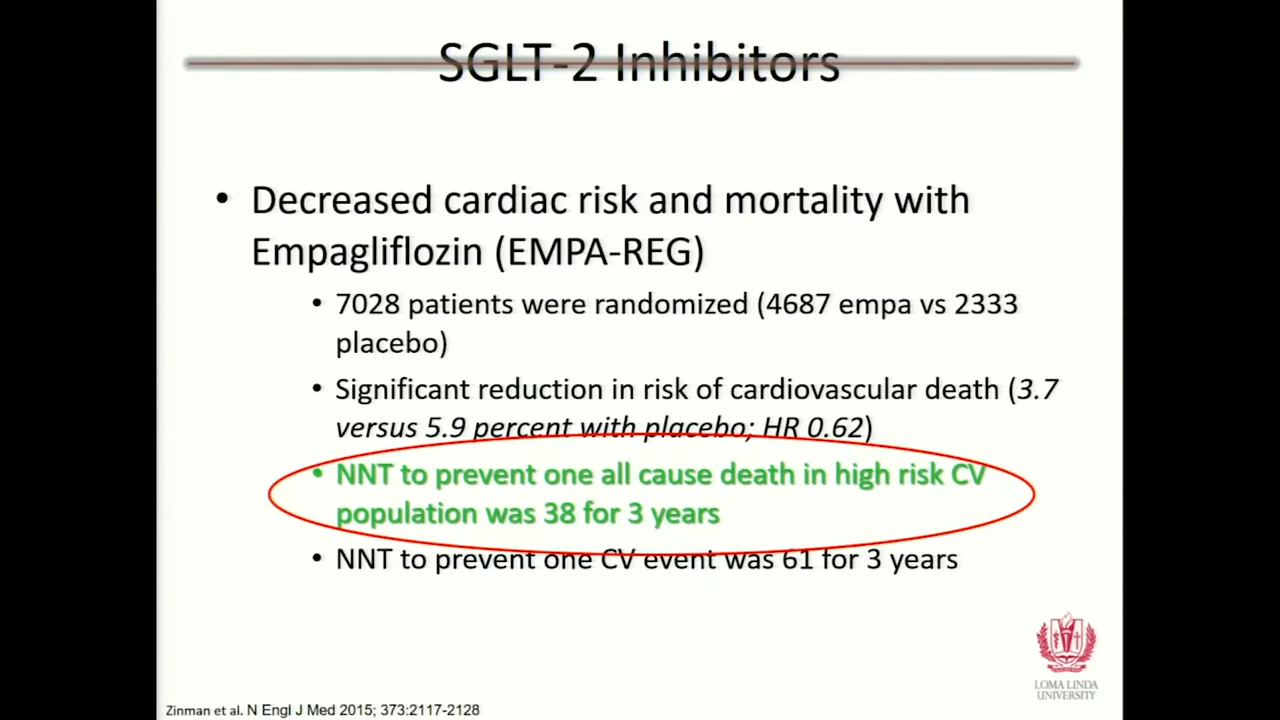 SGLT-2 Inhibitors
• Decreased cardiac risk and mortality with
Empagliflozin (EMPA-REG)
• 7028 patients were randomized (4687 empa vs 2333
placebo)
• Significant reduction in risk of cardiovascular death (3.7
versus 5.9 percent with placebo; HR 0.62)
• NNT to prevent one all cause death in high risk CV
population was 38 for 3 years
• NNT to prevent one CV event was 61 for 3 years
LOMA LINDA
UNIVERSITY
Zinman et al. N Engl J Med 2015; 373:2117-2128